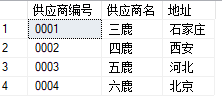 供应商编号 供应商名 地址
1 0001 三鹿 石家庄
2 0002 四鹿 西安
3 0003 五鹿 河北
4 0004 六鹿 北京